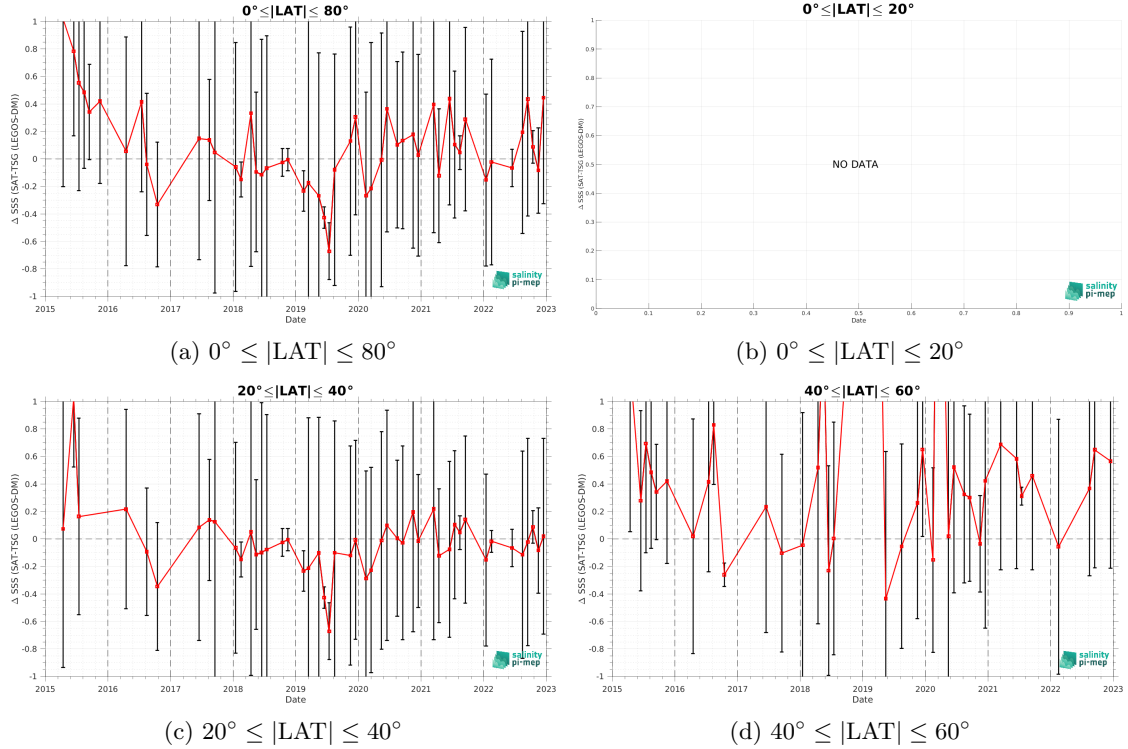 0°≤|LAT|≤ 80°
Δ SSS (SAT-TSG (LEGOS-DM))
1
0.8
0.6
0.4
0.2
0
-0.2
-0.4
-0.6
-0.8
-1
2015 2016 2017 2018 2019 2020 2021 2022 2023
Date
salinity
pi-mep
(a) 0° ≤ |LAT| ≤ 80°
0°≤|LAT|≤ 20°
Δ SSS (SAT-TSG (LEGOS-DM))
1
0.9
0.8
0.7
0.6
0.5
0.4
0.3
0.2
0.1
0
NO DATA
0 0.1 0.2 0.3 0.4 0.5 0.6 0.7 0.8 0.9 1
Date
salinity
pi-mep
(b) 0° ≤ |LAT| ≤ 20°
20°≤|LAT|≤ 40°
Δ SSS (SAT-TSG (LEGOS-DM))
1
0.8
0.6
0.4
0.2
0
-0.2
-0.4
-0.6
-0.8
-1
2015 2016 2017 2018 2019 2020 2021 2022 2023
Date
salinity
pi-mep
(c) 20° ≤ |LAT| ≤ 40°
40°≤|LAT|≤ 60°
Δ SSS (SAT-TSG (LEGOS-DM))
1
0.8
0.6
0.4
0.2
0
-0.2
-0.4
-0.6
-0.8
-1
2015 2016 2017 2018 2019 2020 2021 2022 2023
Date
salinity
pi-mep
(d) 40° ≤ |LAT| ≤ 60°